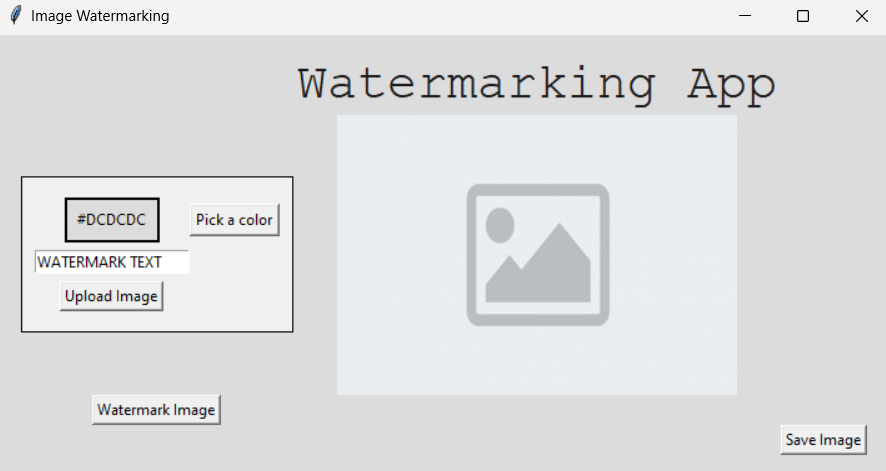 Image Watermarking
Watermarking App
#DCDCDC
Pick a color
WATERMARK TEXT
Upload Image
Watermark Image
Save Image